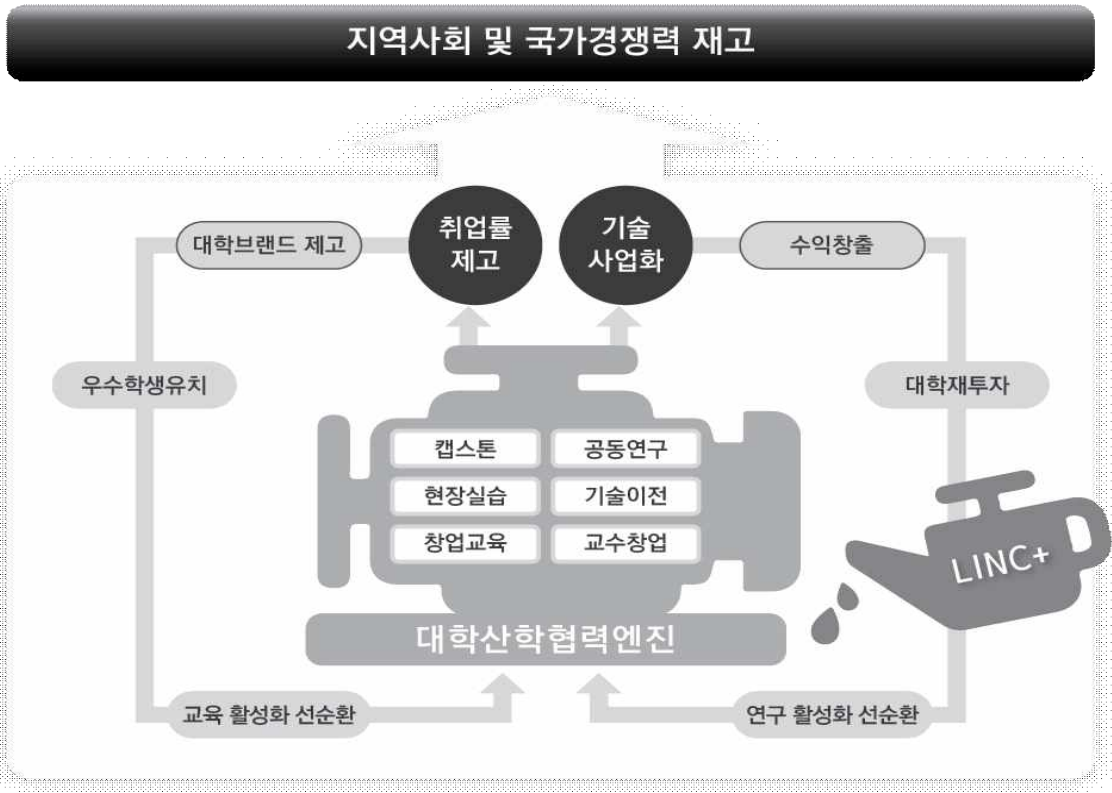 지역사회 및 국가경쟁력 재고
취업률
제고
기술
사업화
대학브랜드 제고
수익창출
우수학생유치
대학재투자
캡스톤
공동연구
현장실습
기술이전
창업교육
교수창업
LINC+
대학산학협력엔진
교육 활성화 선순환
연구 활성화 선순환